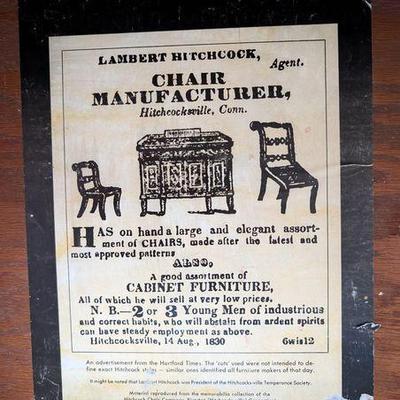 LAMBERT HITCHCOCK,
Agent.
CHAIR
MANUFACTURER,
Hitchcocksville, Conn.
HAS on hand a large and elegant assort-
ment of CHAIRS, made after the latest and
most approved patterns
ALSO,
A good assortment of
CABINET FURNITURE,
All of which he will sell at very low prices.
N. B.—2 or 3 Young Men of industrious
and correct habits, who will abstain from ardent spirits
can have steady employment as above.
Hitchcocksville, 14 Aug, 1830 6wis12
An advertisement from the Hartford Times. The 'cuts' used were not intended to de-
fine exact Hitchcock styles — similar ones identified all furniture makers of that day.
It might be noted that Lambert Hitchcock was President of the Hitchcocks-ville Temperance Society.
Material reproduced from the memorabilia collection of the
Hitchcock Chair Company,